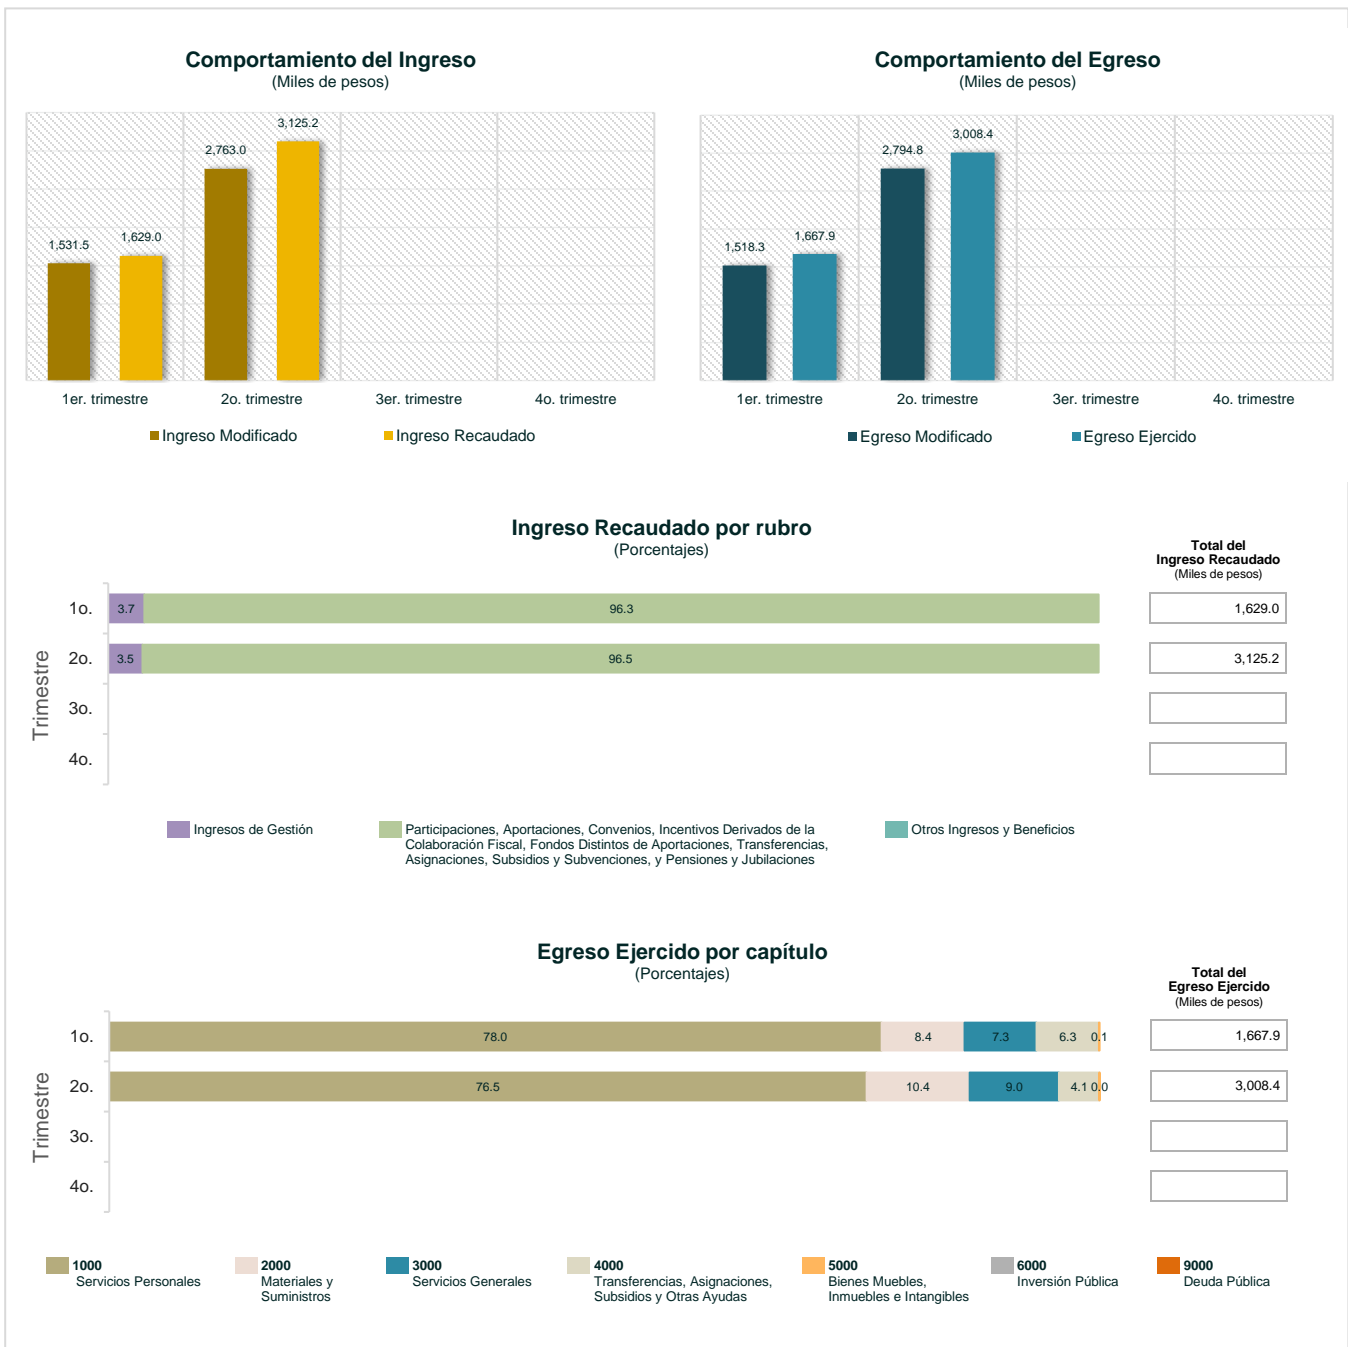 Comportamiento del Ingreso
(Miles de pesos)
3,125.2
2,763.0
1,629.0
1,531.5
1er. trimestre
2o. trimestre
3er. trimestre
4o. trimestre
Ingreso Modificado
Ingreso Recaudado
Comportamiento del Egreso
(Miles de pesos)
3,008.4
2,794.8
1,667.9
1,518.3
1er. trimestre
2o. trimestre
3er. trimestre
4o. trimestre
Egreso Modificado
Egreso Ejercido
Ingreso Recaudado por rubro
(Porcentajes)
Total del
Ingreso Recaudado
(Miles de pesos)
Trimestre
1o.
3.7
96.3
1,629.0
2o.
3.5
96.5
3,125.2
3o.
4o.
Ingresos de Gestión
Participaciones, Aportaciones, Convenios, Incentivos Derivados de la
Colaboración Fiscal, Fondos Distintos de Aportaciones, Transferencias,
Asignaciones, Subsidios y Subvenciones, y Pensiones y Jubilaciones
Otros Ingresos y Beneficios
Egreso Ejercido por capítulo
(Porcentajes)
Total del
Egreso Ejercido
(Miles de pesos)
Trimestre
1o.
78.0
8.4
7.3
6.3
0.1
1,667.9
2o.
76.5
10.4
9.0
4.1
0.0
3,008.4
3o.
4o.
1000
Servicios Personales
2000
Materiales y
Suministros
3000
Servicios Generales
4000
Transferencias, Asignaciones,
Subsidios y Otras Ayudas
5000
Bienes Muebles,
Inmuebles e Intangibles
6000
Inversión Pública
9000
Deuda Pública